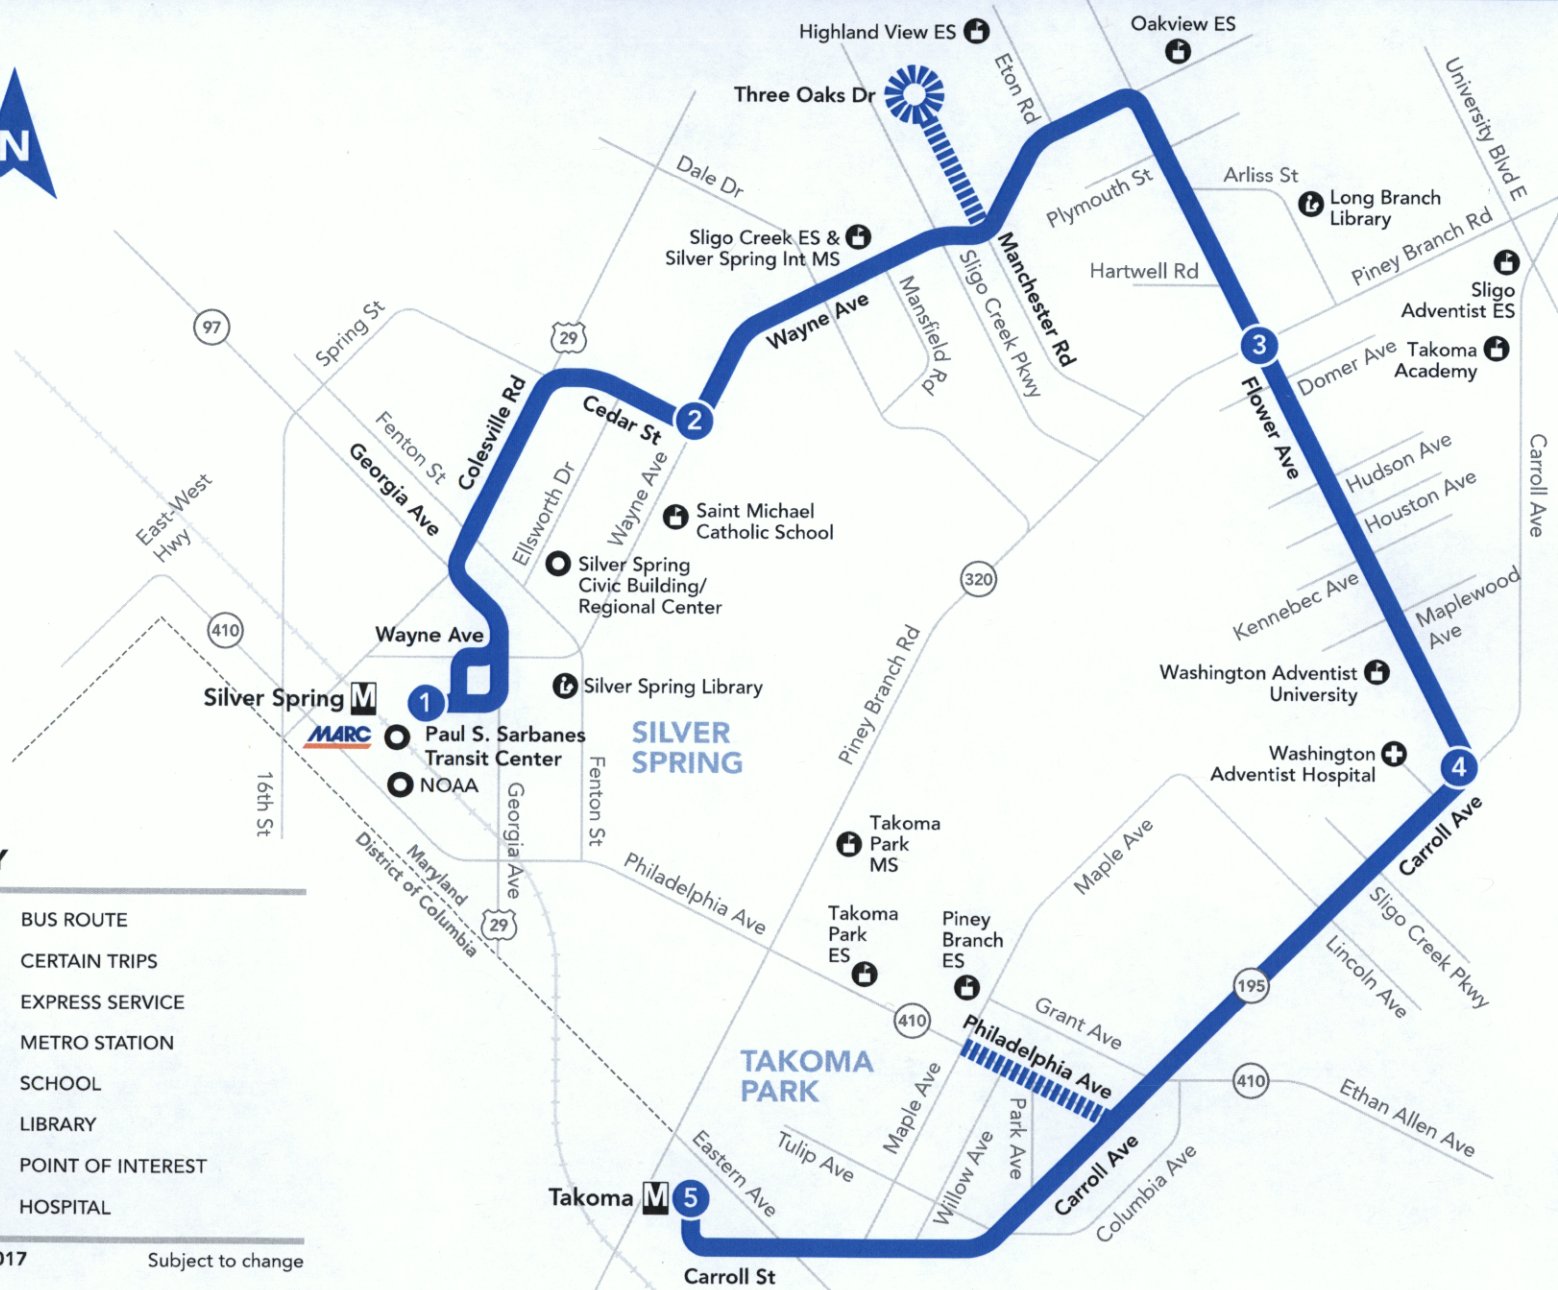 Highland View ES
Oakview ES
Eton Rd
University Blvd E
Three Oaks Dr
N
Dale Dr
Plymouth St
Arliss St
Long Branch
Library
Sligo Creek ES &
Silver Spring Int MS
Manchester Rd
Sligo Creek Pkwy
Hartwell Rd
Piney Branch Rd
Sligo
Adventist ES
Mansfield Rd
Wayne Ave
97
Spring St
29
3
Domer Ave
Takoma
Academy
Colesville Rd
Cedar St
2
Flower Ave
Fenton St
Georgia Ave
Ellsworth Dr
Wayne Ave
Hudson Ave
Houston Ave
Carroll Ave
East-West
Hwy
Saint Michael
Catholic School
Silver Spring
Civic Building/
Regional Center
320
Kennebec Ave
Maplewood
Ave
410
Wayne Ave
Silver Spring M
1
Silver Spring Library
Piney Branch Rd
Washington Adventist
University
MARC
Paul S. Sarbanes
Transit Center
SILVER
SPRING
NOAA
16th St
Georgia Ave
Fenton St
Washington
Adventist Hospital
4
Carroll Ave
Maryland
District of Columbia
Philadelphia Ave
Takoma
Park
MS
Maple Ave
29
Takoma
Park
ES
Piney
Branch
ES
Sligo Creek Pkwy
Lincoln Ave
195
410
Grant Ave
Philadelphia Ave
TAKOMA
PARK
410
Ethan Allen Ave
Maple Ave
Park Ave
Willow Ave
Tulip Ave
Eastern Ave
Carroll Ave
Columbia Ave
Takoma M
5
Carroll St
Y
BUS ROUTE
CERTAIN TRIPS
EXPRESS SERVICE
METRO STATION
SCHOOL
LIBRARY
POINT OF INTEREST
HOSPITAL
017
Subject to change